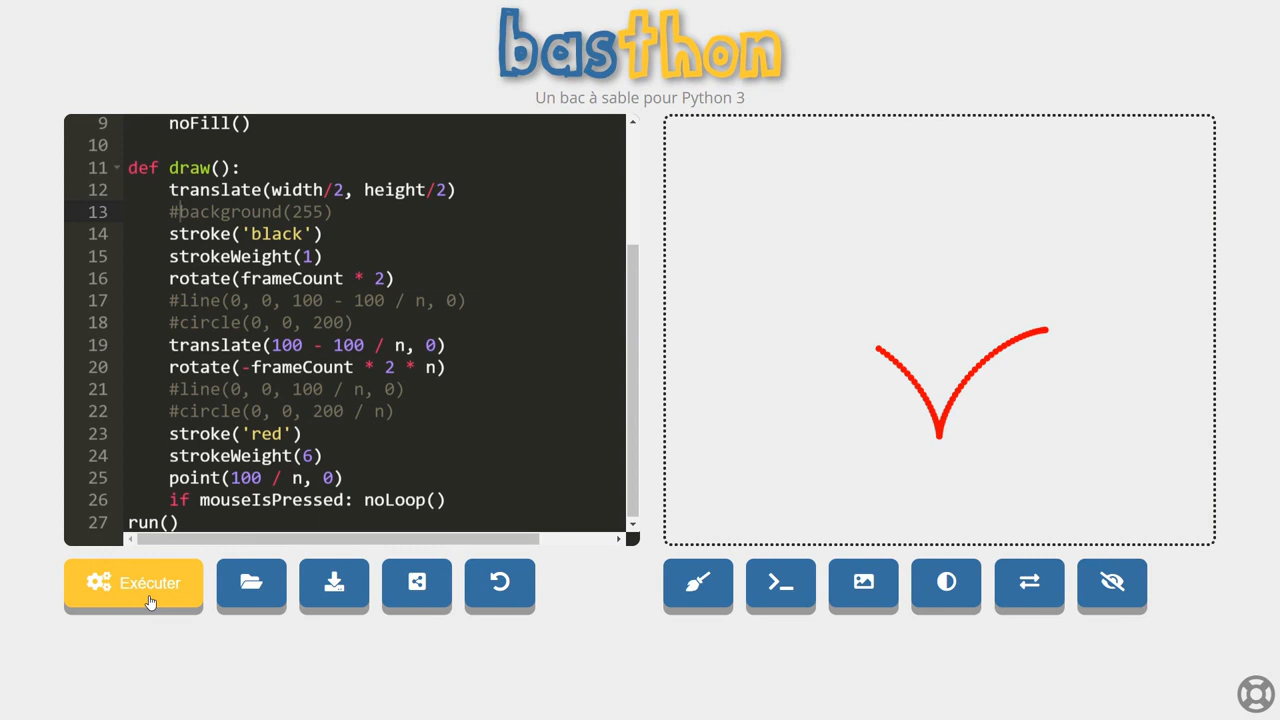 basthon
Un bac à sable pour Python 3
9 noFill()
10
11 def draw():
12 translate(width/2, height/2)
13 #background(255)
14 stroke('black')
15 strokeWeight(1)
16 rotate(frameCount * 2)
17 #line(0, 0, 100 - 100 / n, 0)
18 #circle(0, 0, 200)
19 translate(100 - 100 / n, 0)
20 rotate(-frameCount * 2 * n)
21 #line(0, 0, 100 / n, 0)
22 #circle(0, 0, 200 / n)
23 stroke('red')
24 strokeWeight(6)
25 point(100 / n, 0)
26 if mouseIsPressed: noLoop()
27 run()
Exécuter